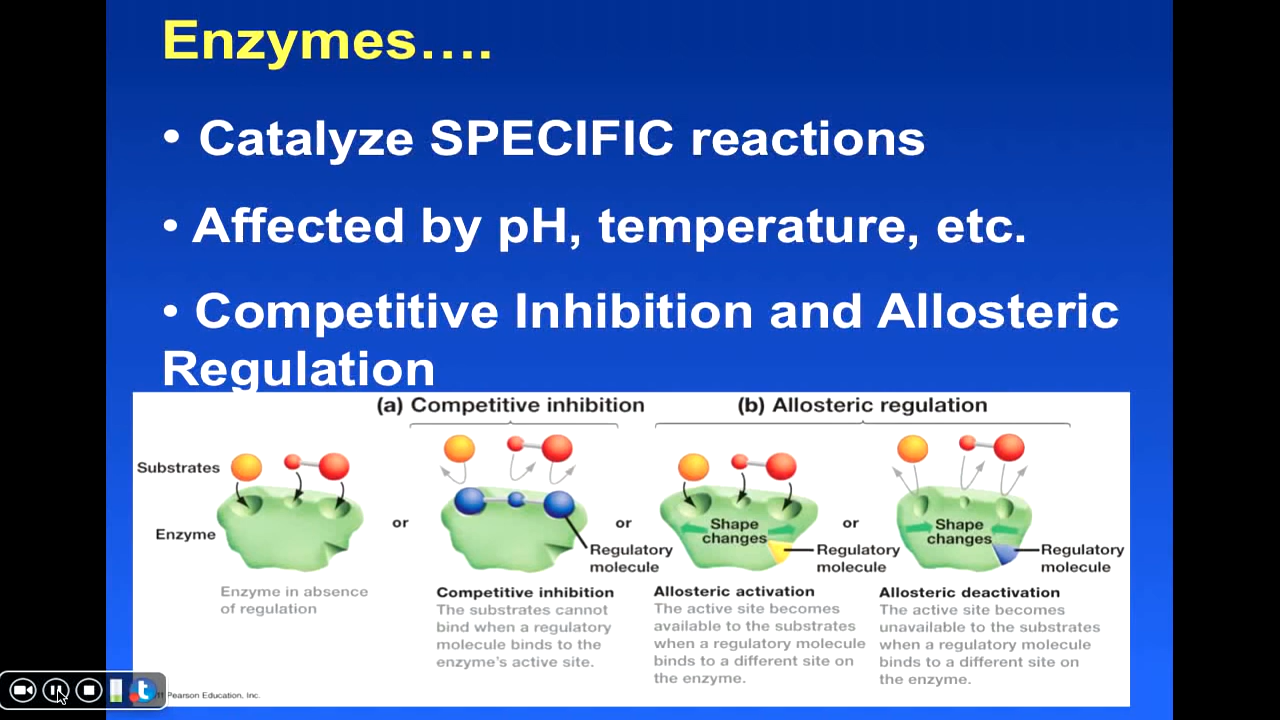 Enzymes….
• Catalyze SPECIFIC reactions
• Affected by pH, temperature, etc.
• Competitive Inhibition and Allosteric
Regulation
(a) Competitive inhibition
(b) Allosteric regulation
Substrates
Enzyme
or
or
or
Shape
changes
Shape
changes
Regulatory
molecule
Regulatory
molecule
Regulatory
molecule
Enzyme in absence
of regulation
Competitive inhibition
The substrates cannot
bind when a regulatory
molecule binds to the
enzyme's active site.
Allosteric activation
The active site becomes
available to the substrates
when a regulatory molecule
binds to a different site on
the enzyme.
Allosteric deactivation
The active site becomes
unavailable to the substrates
when a regulatory molecule
binds to a different site on
the enzyme.
Pearson Education, Inc.
t